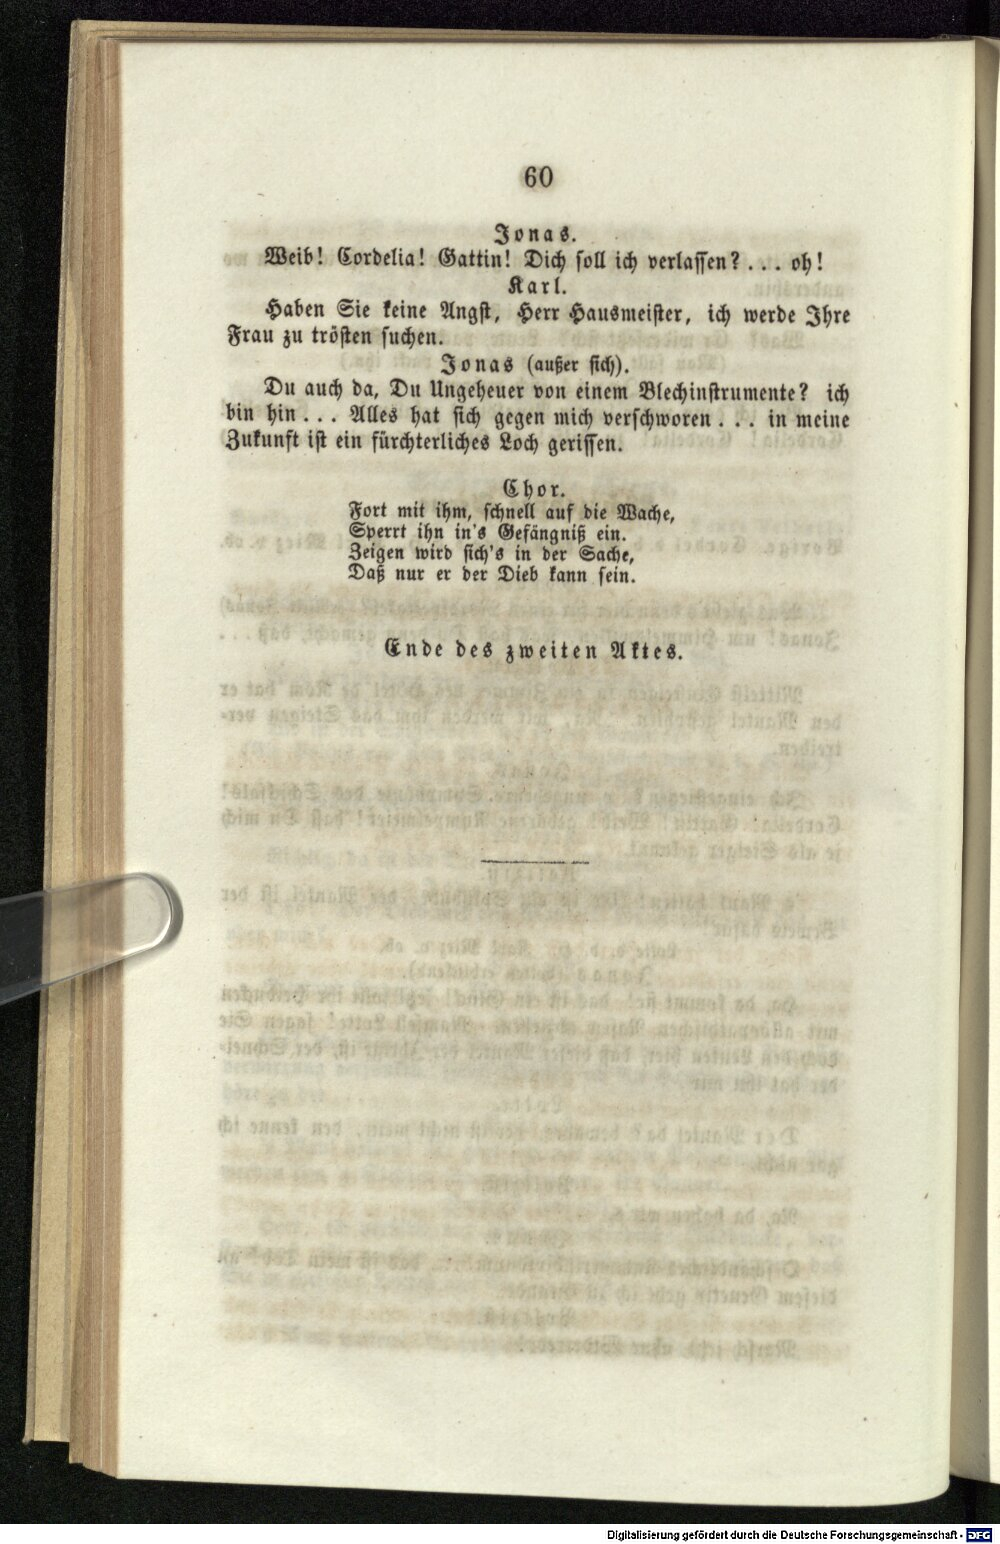 60
Jonas.
Weib! Cordelia! Gattin! Dich soll ich verlassen?... oh!
Karl.
Haben Sie keine Angst, Herr Hausmeister, ich werde Ihre
Frau zu trösten suchen.
Jonas (außer sich).
Du auch da, Du Ungeheuer von einem Blechinstrumente? ich
bin hin... Alles hat sich gegen mich verschworen... in meine
Zukunft ist ein fürchterliches Loch gerissen.
Chor.
Fort mit ihm, schnell auf die Wache,
Sperrt ihn in's Gefängniß ein.
Zeigen wird sich's in der Sache,
Daß nur er der Dieb kann sein.
Ende des zweiten Aktes.
Digitalisierung gefördert durch die Deutsche Forschungsgemeinschaft - DFG